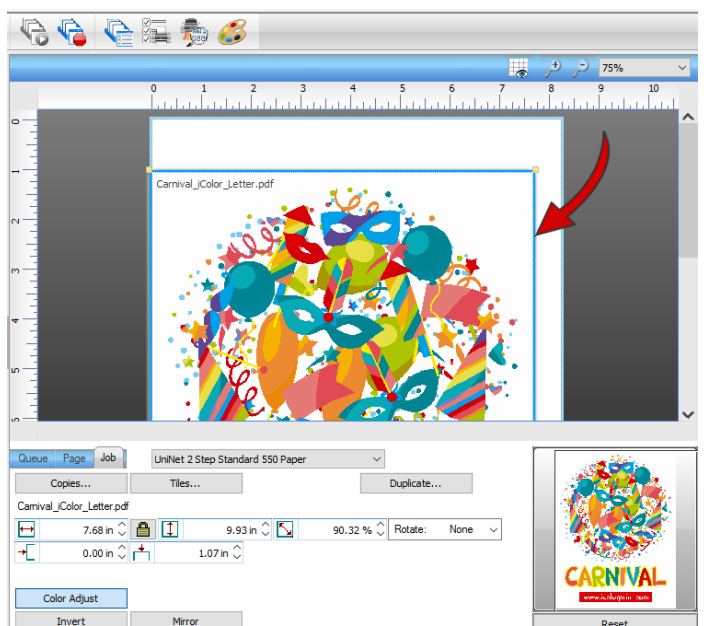 75%
0 1 2 3 4 5 6 7 8 9 10
0
1
2
3
4
5
6
Carnival_iColor_Letter.pdf
Queue Page Job UniNet 2 Step Standard 550 Paper
Copies... Tiles... Duplicate...
Carnival_iColor_Letter.pdf
7.68 in 9.93 in 90.32 % Rotate: None
0.00 in 1.07 in
Color Adjust
Invert Mirror
CARNIVAL
Reset